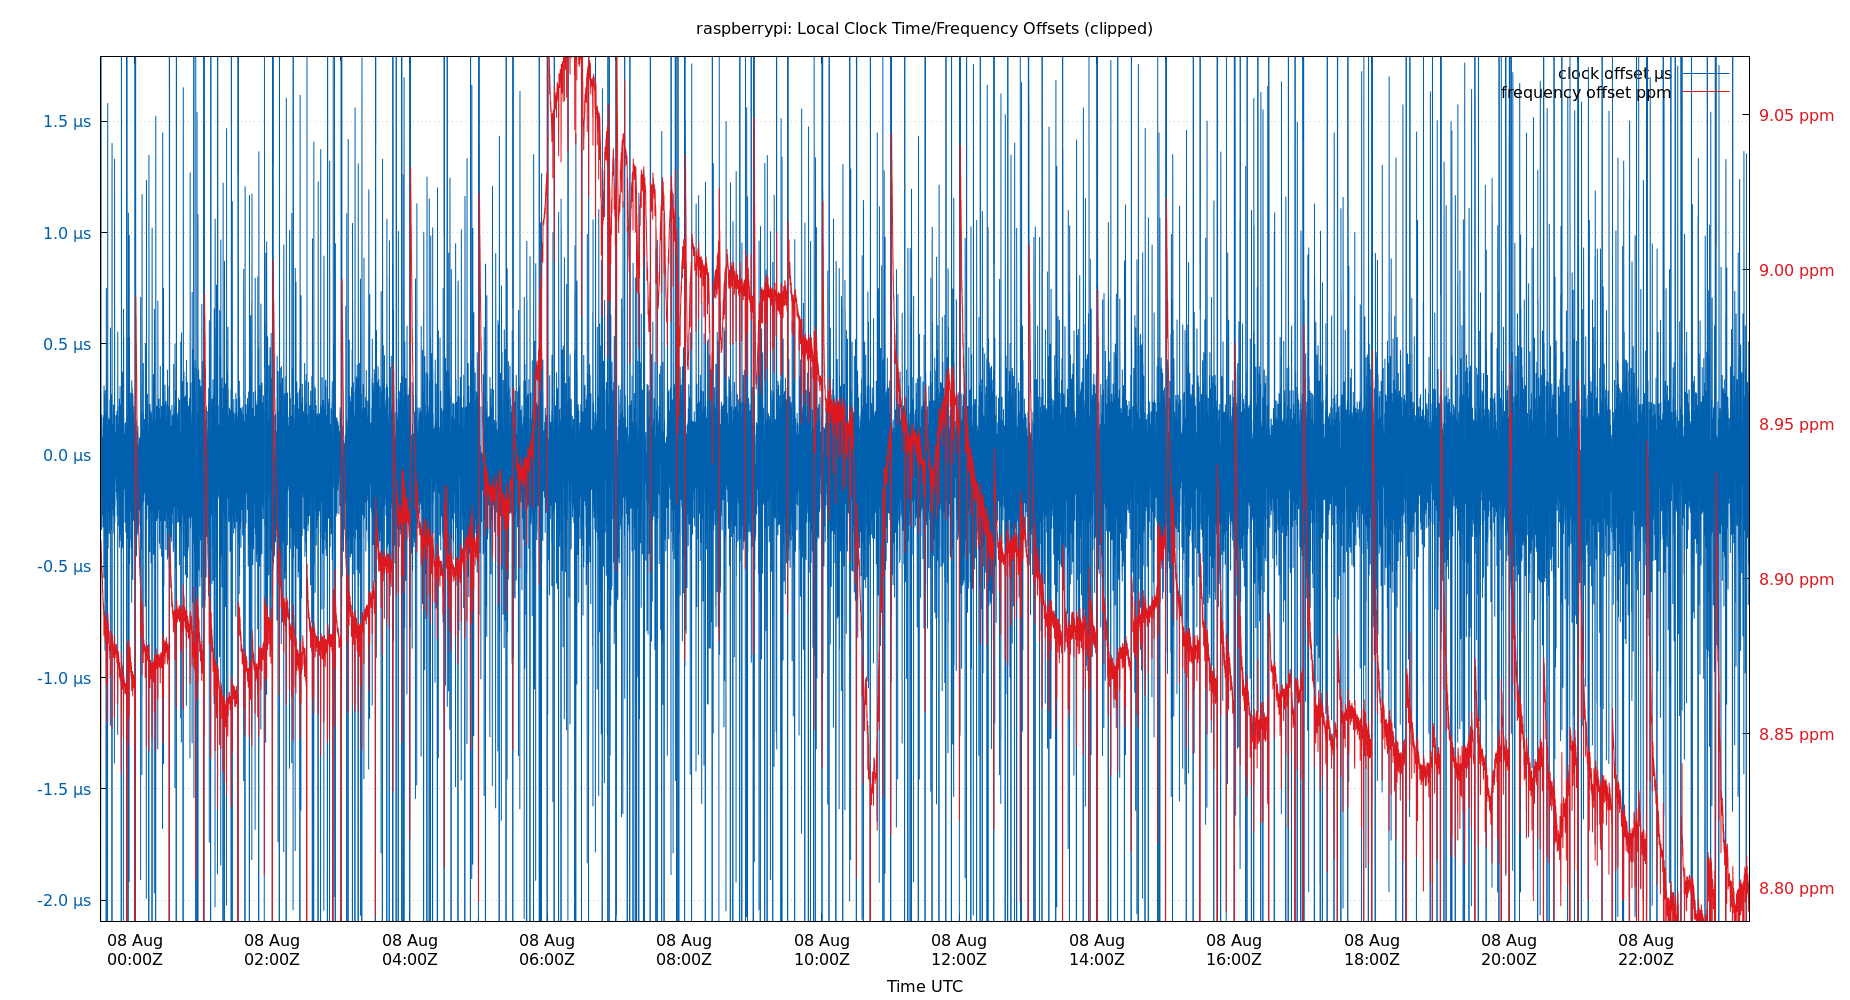 raspberrypi: Local Clock Time/Frequency Offsets (clipped)
clock offset µs
frequency offset ppm
1.5 µs
1.0 µs
0.5 µs
0.0 µs
-0.5 µs
-1.0 µs
-1.5 µs
-2.0 µs
9.05 ppm
9.00 ppm
8.95 ppm
8.90 ppm
8.85 ppm
8.80 ppm
08 Aug 08 Aug 08 Aug 08 Aug 08 Aug 08 Aug 08 Aug 08 Aug 08 Aug 08 Aug 08 Aug 08 Aug
00:00Z 02:00Z 04:00Z 06:00Z 08:00Z 10:00Z 12:00Z 14:00Z 16:00Z 18:00Z 20:00Z 22:00Z
Time UTC